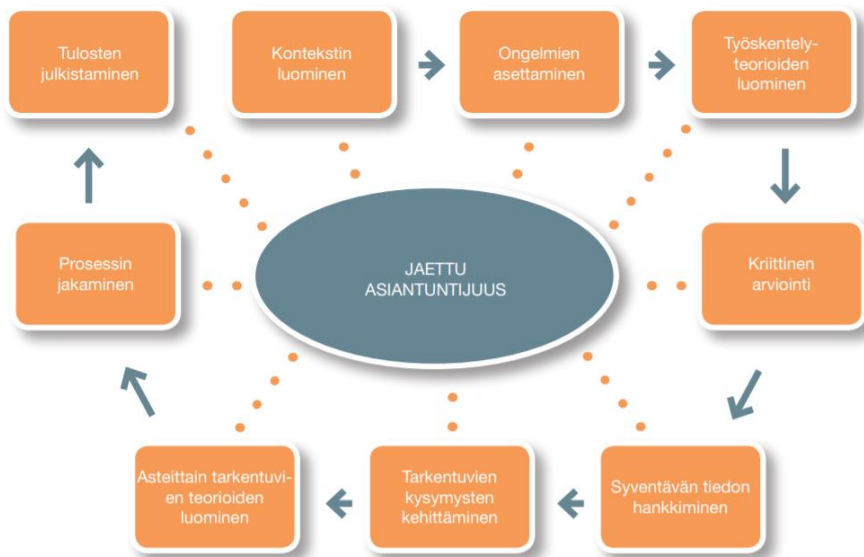 Tulosten
julkistaminen
Kontekstin
luominen
Ongelmien
asettaminen
Työskentely-
teorioiden
luominen
Prosessin
jakaminen
JAETTU
ASIANTUNTIJUUS
Kriittinen
arviointi
Asteittain tarkentuvi-
en teorioiden
luominen
Tarkentuvien
kysymysten
kehittäminen
Syventävän tiedon
hankkiminen